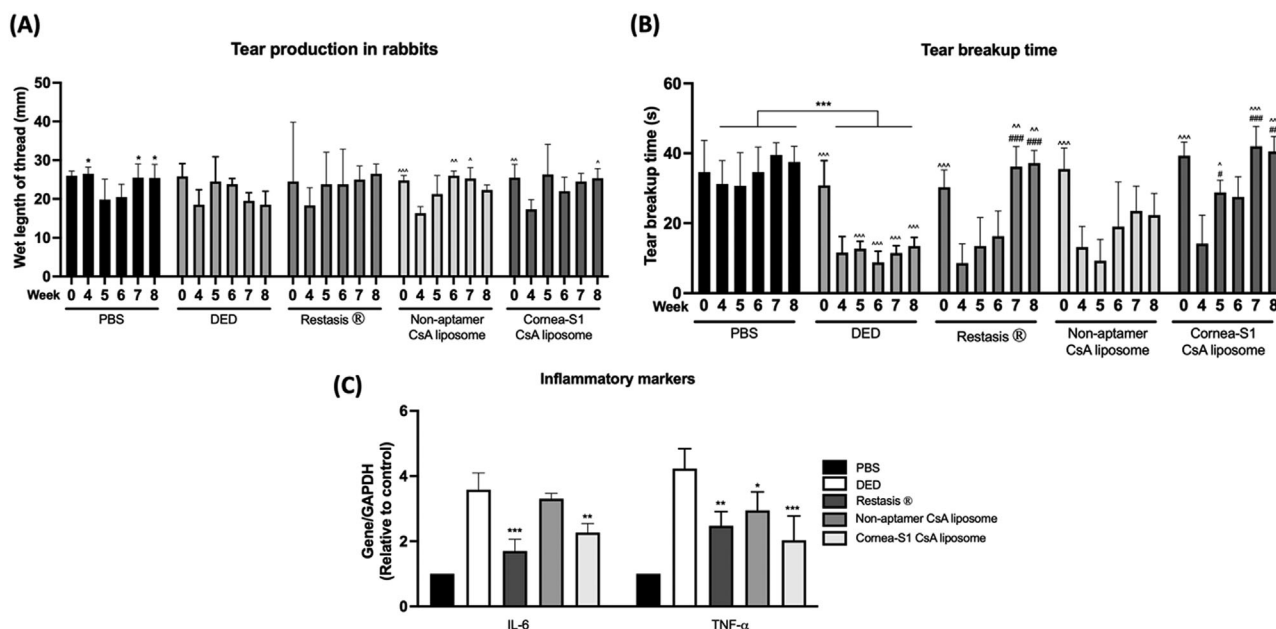 (A)
Tear production in rabbits
Wet legnth of thread (mm)
50
40
30
20
10
0
* * *
^^^ ^^ ^ ^^ ^
Week 0 4 5 6 7 8 0 4 5 6 7 8 0 4 5 6 7 8 0 4 5 6 7 8 0 4 5 6 7 8
PBS DED Restasis ® Non-aptamer CsA liposome Cornea-S1 CsA liposome
(B)
Tear breakup time
Tear breakup time (s)
60
40
20
0
***
^^^ ^^^ ^^^ ^^^ ^^^
^^^ ^^ ### ^^ ###
^^^
^^^ ^ # ^^^ ###
Week 0 4 5 6 7 8 0 4 5 6 7 8 0 4 5 6 7 8 0 4 5 6 7 8 0 4 5 6 7 8
PBS DED Restasis ® Non-aptamer CsA liposome Cornea-S1 CsA liposome
(C)
Inflammatory markers
Gene/GAPDH
(Relative to control)
6
4
2
0
*** ** ** * ***
IL-6 TNF-α
PBS
DED
Restasis ®
Non-aptamer CsA liposome
Cornea-S1 CsA liposome